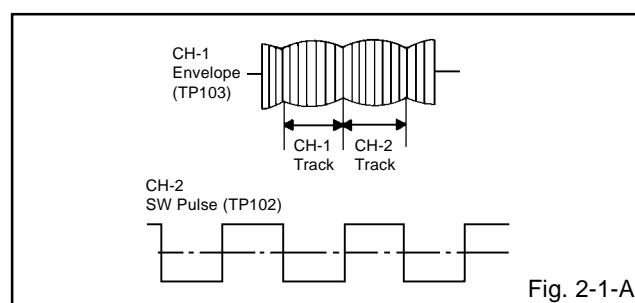 CH-1
Envelope
(TP103)
CH-1
Track
CH-2
Track
CH-2
SW Pulse (TP102)
Fig. 2-1-A